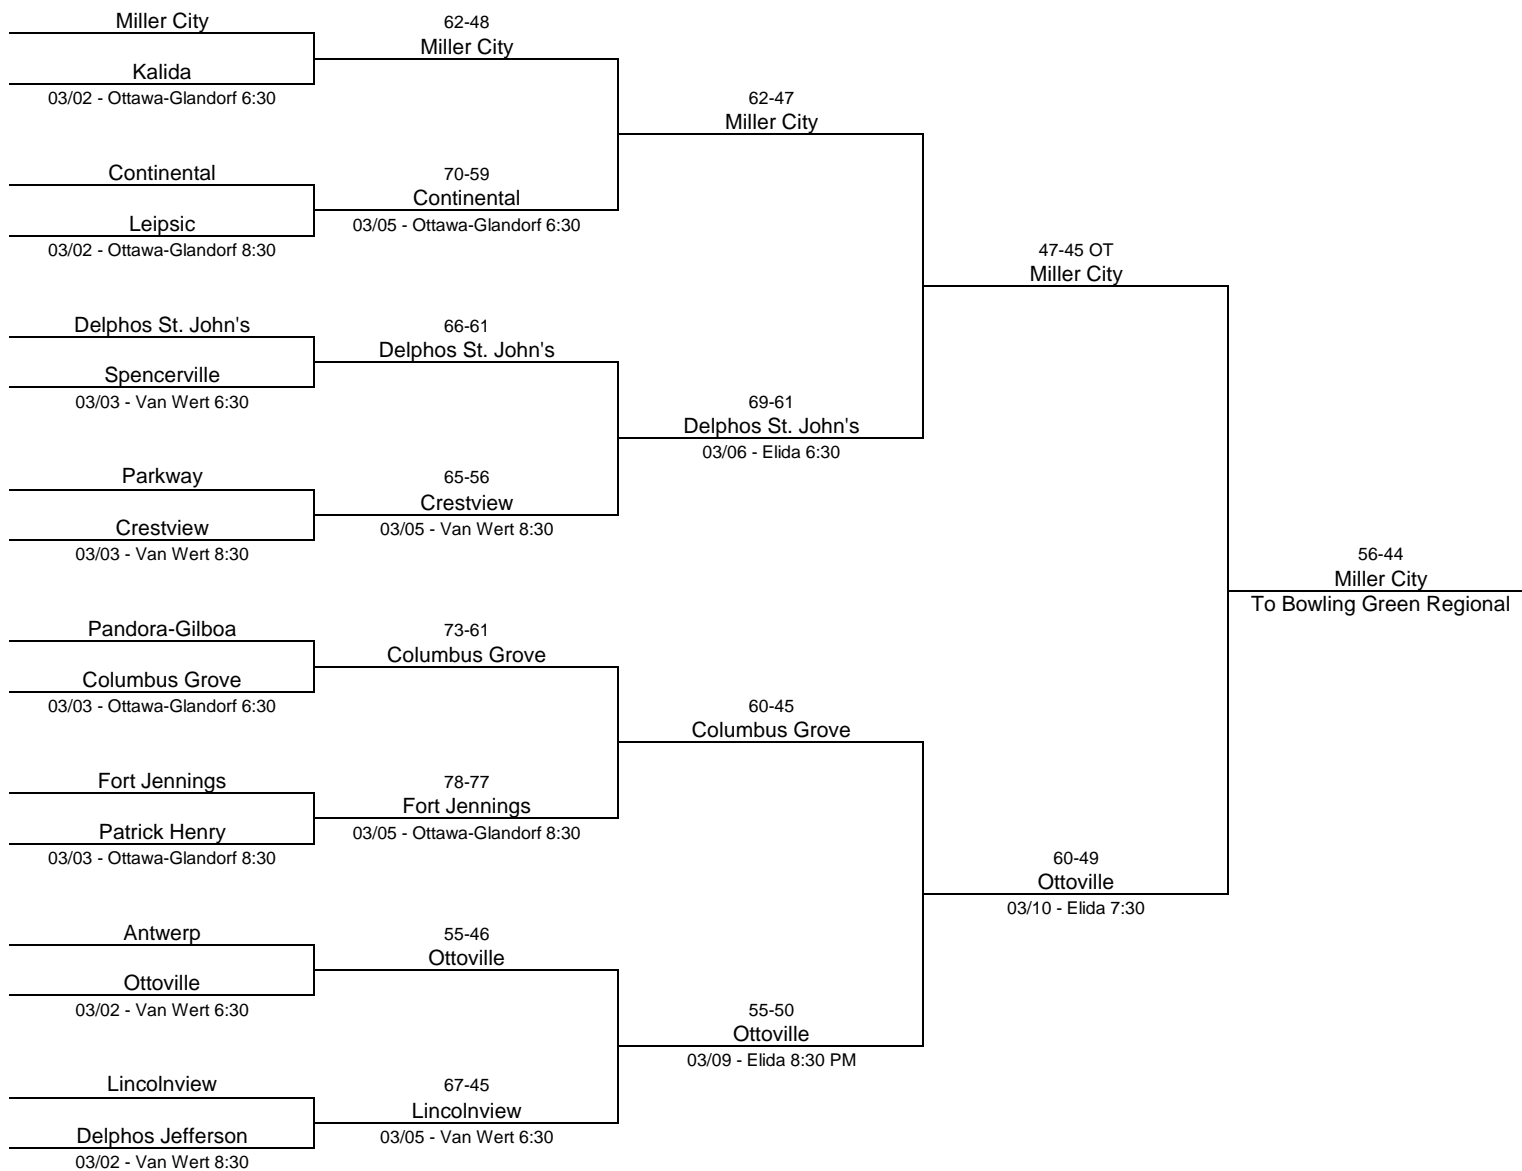 Miller City
Kalida
03/02 - Ottawa-Glandorf 6:30
Continental
Leipsic
03/02 - Ottawa-Glandorf 8:30
Delphos St. John's
Spencerville
03/03 - Van Wert 6:30
Parkway
Crestview
03/03 - Van Wert 8:30
Pandora-Gilboa
Columbus Grove
03/03 - Ottawa-Glandorf 6:30
Fort Jennings
Patrick Henry
03/03 - Ottawa-Glandorf 8:30
Antwerp
Ottoville
03/02 - Van Wert 6:30
Lincolnview
Delphos Jefferson
03/02 - Van Wert 8:30
62-48
Miller City
70-59
Continental
03/05 - Ottawa-Glandorf 6:30
66-61
Delphos St. John's
65-56
Crestview
03/05 - Van Wert 8:30
73-61
Columbus Grove
78-77
Fort Jennings
03/05 - Ottawa-Glandorf 8:30
55-46
Ottoville
67-45
Lincolnview
03/05 - Van Wert 6:30
62-47
Miller City
69-61
Delphos St. John's
03/06 - Elida 6:30
60-45
Columbus Grove
55-50
Ottoville
03/09 - Elida 8:30 PM
47-45 OT
Miller City
60-49
Ottoville
03/10 - Elida 7:30
56-44
Miller City
To Bowling Green Regional